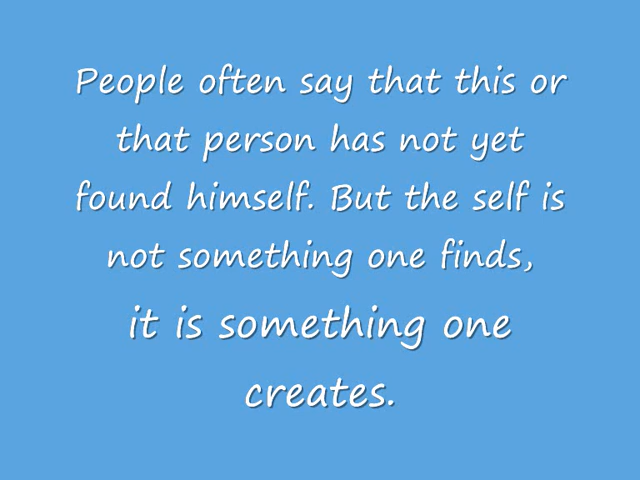 People often say that this or
that person has not yet
found himself. But the self is
not something one finds,
it is something one
creates.